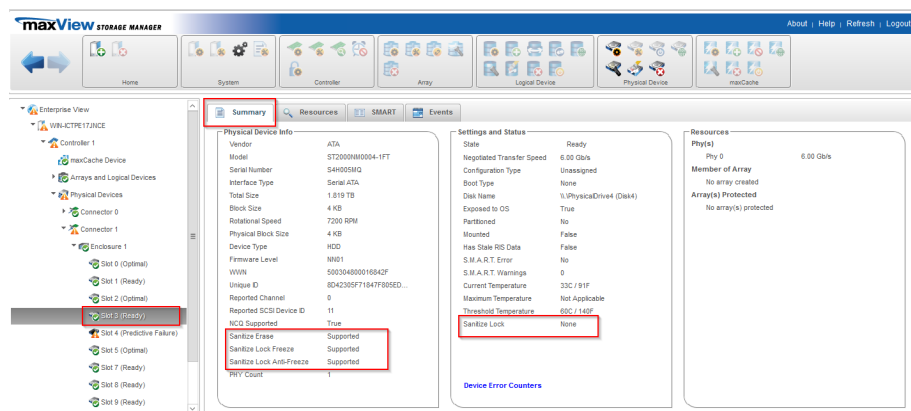 maxView STORAGE MANAGER
About | Help | Refresh | Logout
Home
System
Controller
Array
Logical Device
Physical Device
maxCache
Enterprise View
WIN-ICTPE17JNCE
Controller 1
maxCache Device
Arrays and Logical Devices
Physical Devices
Connector 0
Connector 1
Enclosure 1
Slot 0 (Optimal)
Slot 1 (Ready)
Slot 2 (Optimal)
Slot 3 (Ready)
Slot 4 (Predictive Failure)
Slot 5 (Optimal)
Slot 7 (Ready)
Slot 8 (Ready)
Slot 9 (Ready)
Summary
Resources
SMART
Events
Physical Device Info
Vendor ATA
Model ST2000NM0004-1FT
Serial Number S4H005MQ
Interface Type Serial ATA
Total Size 1.819 TB
Block Size 4 KB
Rotational Speed 7200 RPM
Physical Block Size 4 KB
Device Type HDD
Firmware Level NN01
WWN 500304800016842F
Unique ID 8D42305F71847F805ED...
Reported Channel 0
Reported SCSI Device ID 11
NCQ Supported True
Sanitize Erase Supported
Sanitize Lock Freeze Supported
Sanitize Lock Anti-Freeze Supported
PHY Count 1
Settings and Status
State Ready
Negotiated Transfer Speed 6.00 Gb/s
Configuration Type Unassigned
Boot Type None
Disk Name \\.\PhysicalDrive4 (Disk4)
Exposed to OS True
Partitioned No
Mounted False
Has Stale RIS Data False
S.M.A.R.T. Error No
S.M.A.R.T. Warnings 0
Current Temperature 33C / 91F
Maximum Temperature Not Applicable
Threshold Temperature 60C / 140F
Sanitize Lock None
Device Error Counters
Resources
Phy(s)
Phy 0 6.00 Gb/s
Member of Array
No array created
Array(s) Protected
No array(s) protected